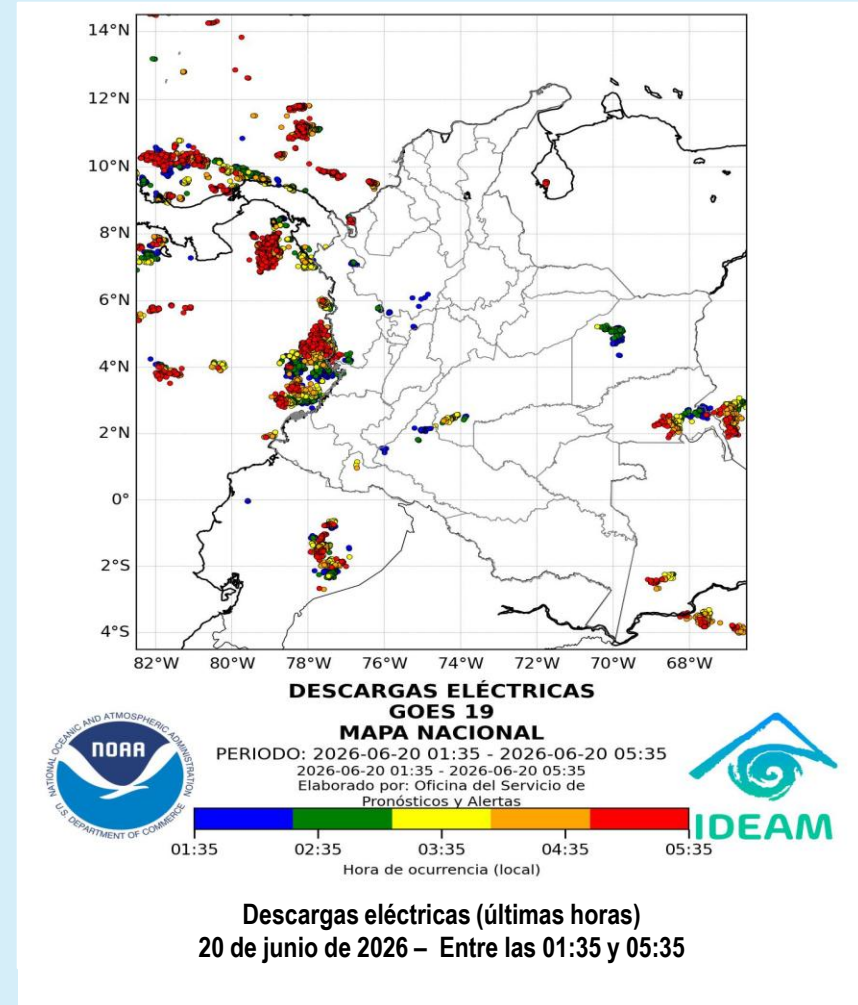 14°N
12°N
10°N
8°N
6°N
4°N
2°N
0°
2°S
4°S
82°W 80°W 78°W 76°W 74°W 72°W 70°W 68°W
DESCARGAS ELÉCTRICAS
GOES 19
MAPA NACIONAL
PERIODO: 2026-06-20 01:35 - 2026-06-20 05:35
2026-06-20 01:35 - 2026-06-20 05:35
Elaborado por: Oficina del Servicio de
Pronósticos y Alertas
NATIONAL OCEANIC AND ATMOSPHERIC ADMINISTRATION
NOAA
U.S. DEPARTMENT OF COMMERCE
IDEAM
01:35 02:35 03:35 04:35 05:35
Hora de ocurrencia (local)
Descargas eléctricas (últimas horas)
20 de junio de 2026 – Entre las 01:35 y 05:35